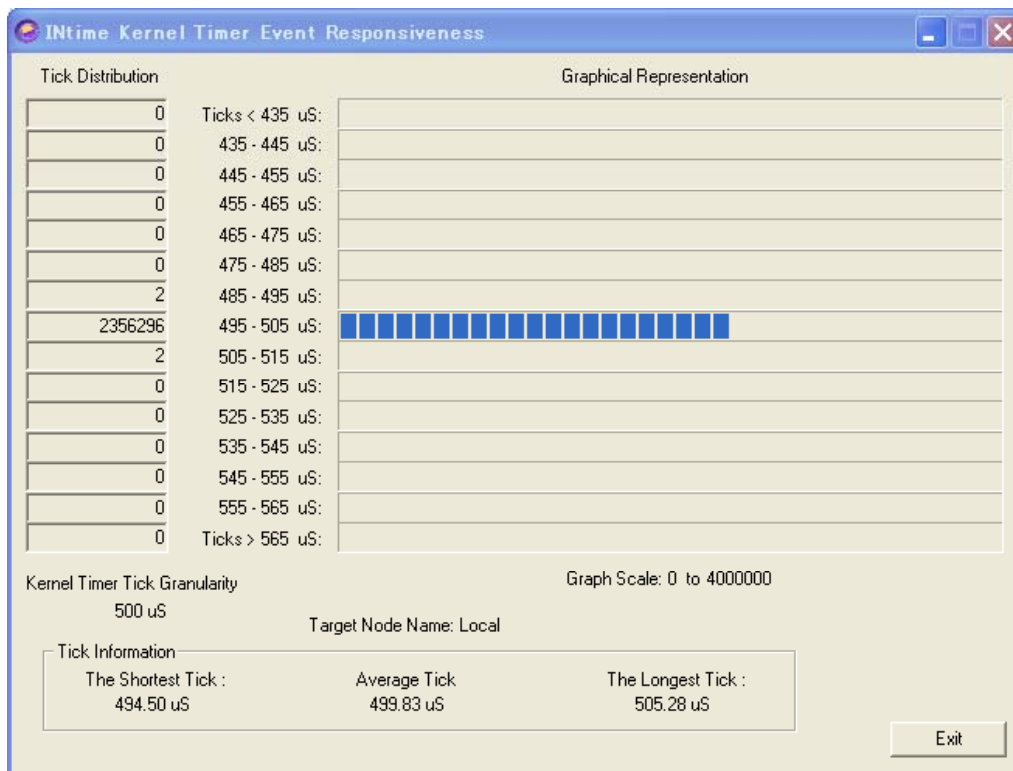 INtime Kernel Timer Event Responsiveness
Tick Distribution Graphical Representation
0 Ticks < 435 uS:
0 435 - 445 uS:
0 445 - 455 uS:
0 455 - 465 uS:
0 465 - 475 uS:
0 475 - 485 uS:
2 485 - 495 uS:
2356296 495 - 505 uS:
2 505 - 515 uS:
0 515 - 525 uS:
0 525 - 535 uS:
0 535 - 545 uS:
0 545 - 555 uS:
0 555 - 565 uS:
0 Ticks > 565 uS:
Kernel Timer Tick Granularity
500 uS
Graph Scale: 0 to 4000000
Target Node Name: Local
Tick Information
The Shortest Tick : Average Tick The Longest Tick :
494.50 uS 499.83 uS 505.28 uS
Exit